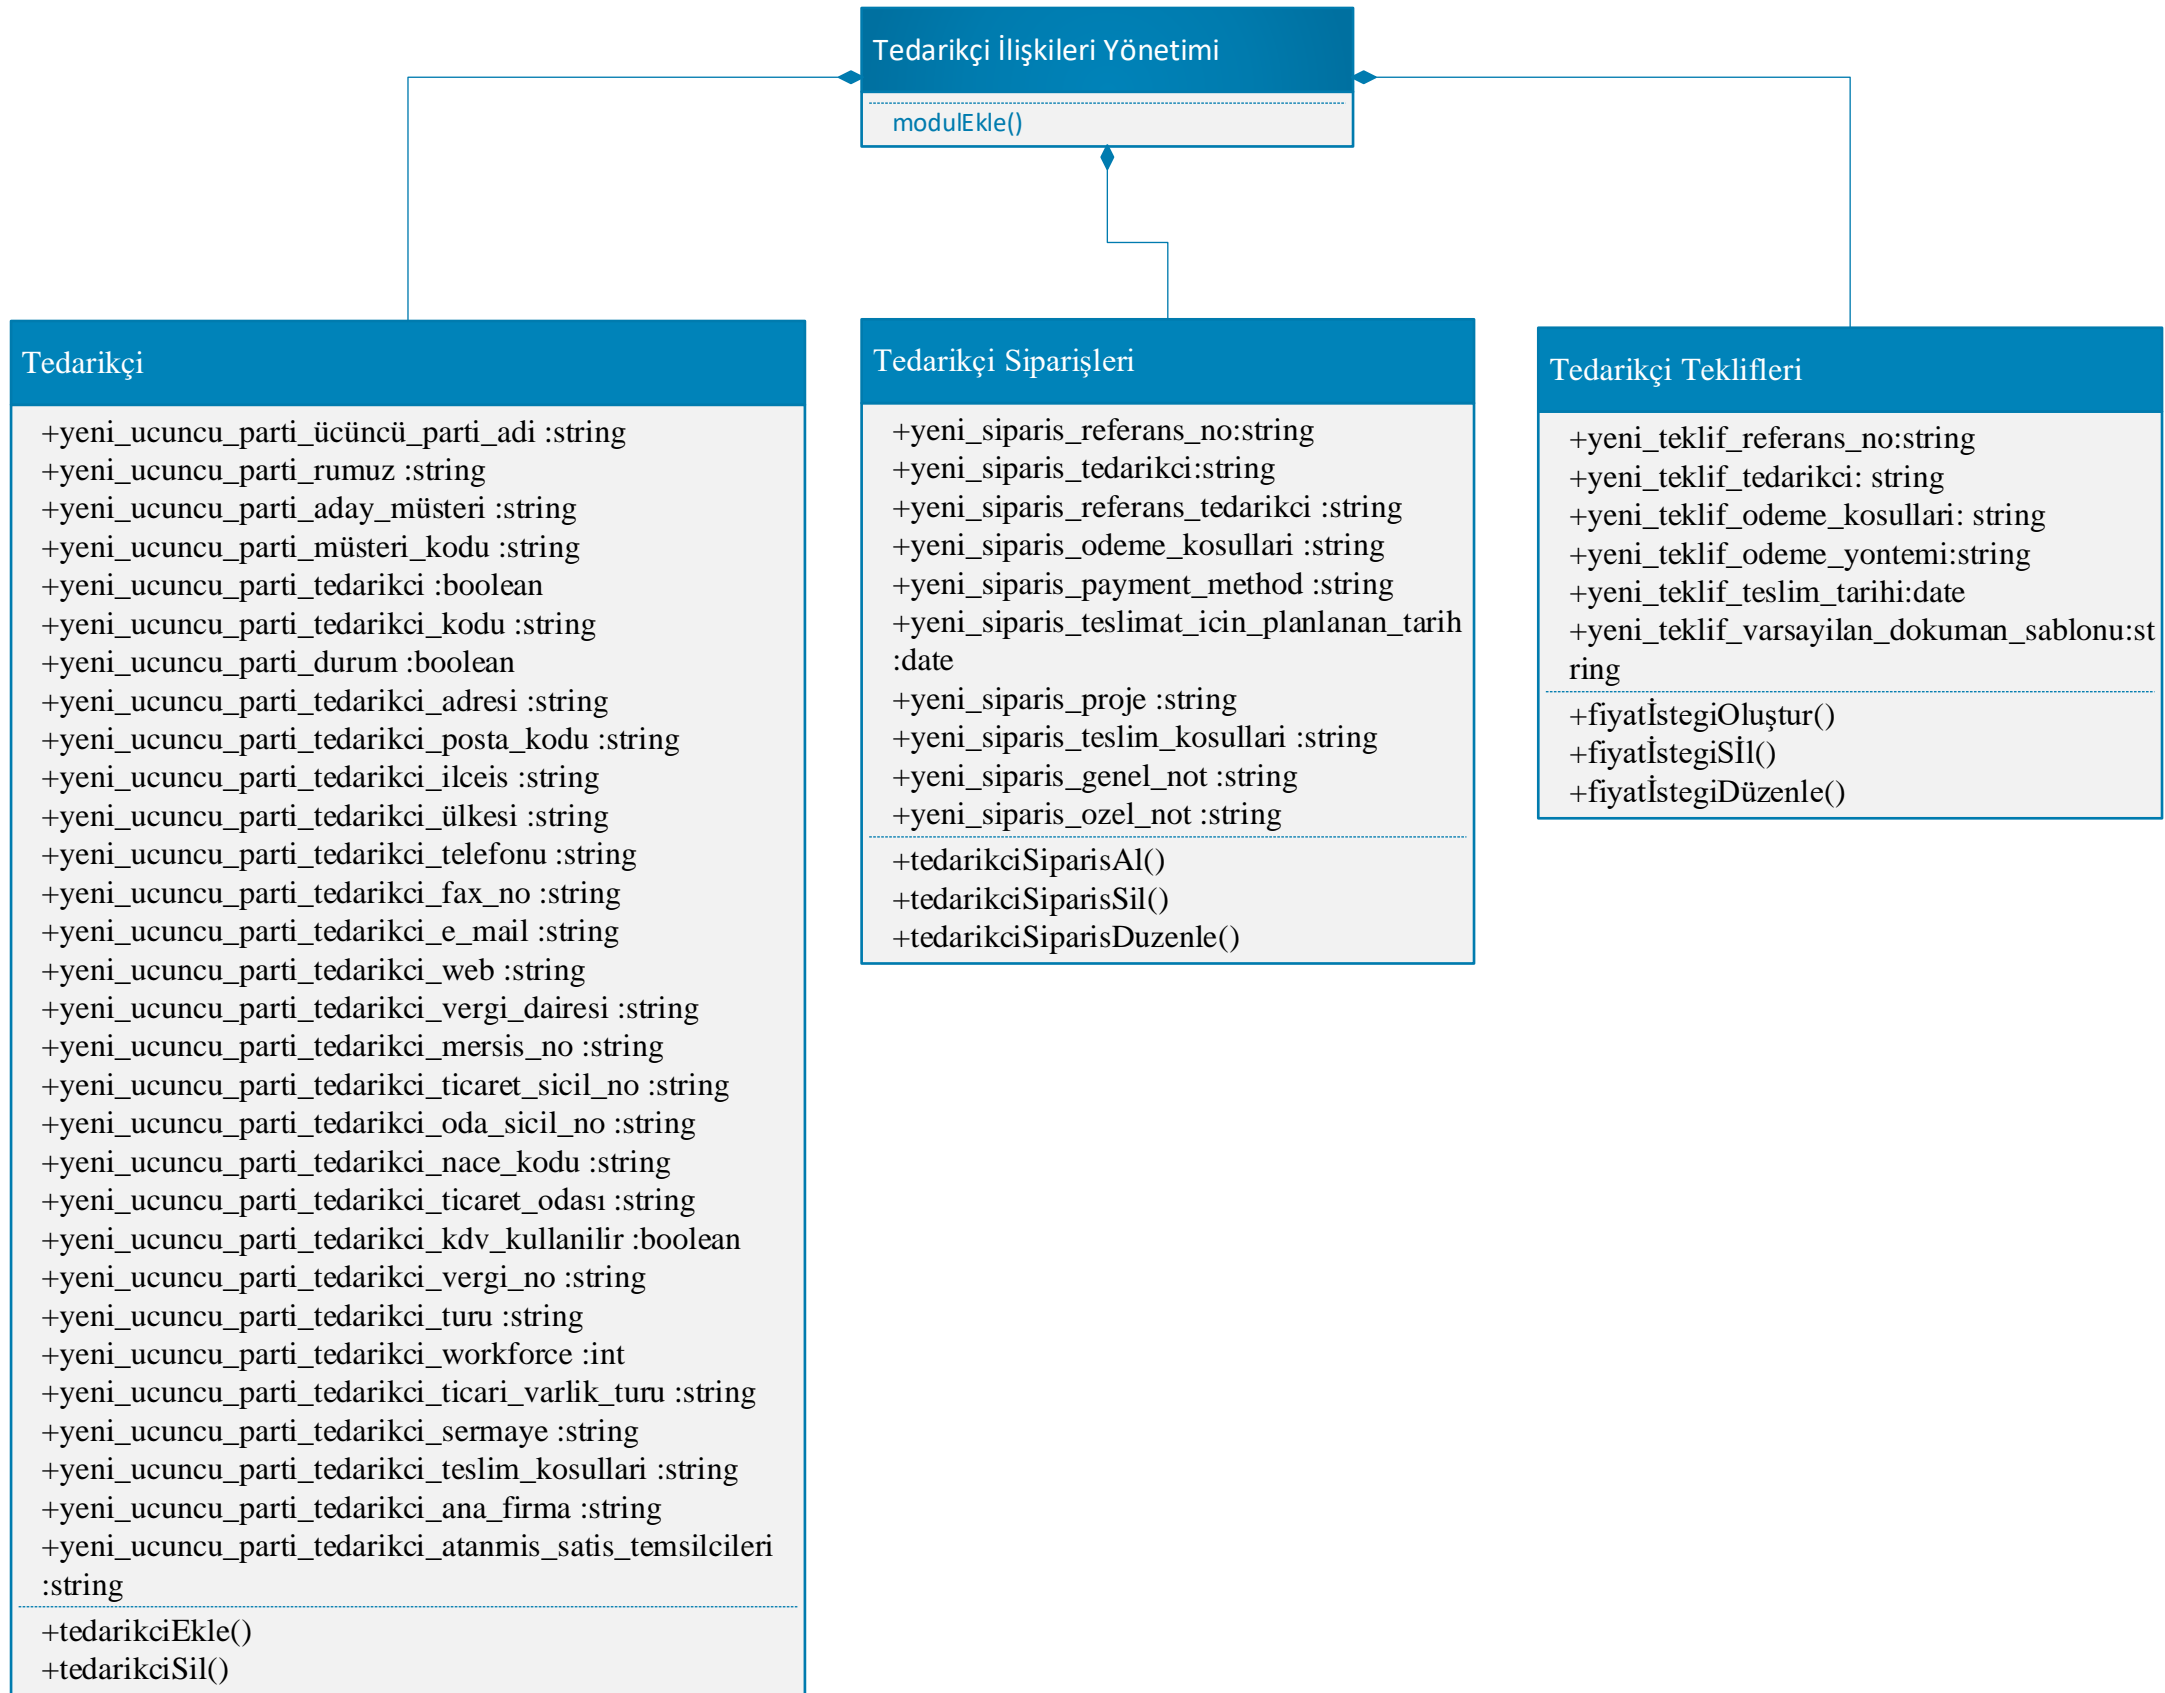 Tedarikçi İlişkileri Yönetimi
modulEkle()
Tedarikçi
+yeni_ucuncu_parti_ücüncü_parti_adi :string
+yeni_ucuncu_parti_rumuz :string
+yeni_ucuncu_parti_aday_müsteri :string
+yeni_ucuncu_parti_müsteri_kodu :string
+yeni_ucuncu_parti_tedarikci :boolean
+yeni_ucuncu_parti_tedarikci_kodu :string
+yeni_ucuncu_parti_durum :boolean
+yeni_ucuncu_parti_tedarikci_adresi :string
+yeni_ucuncu_parti_tedarikci_posta_kodu :string
+yeni_ucuncu_parti_tedarikci_ilceis :string
+yeni_ucuncu_parti_tedarikci_ülkesi :string
+yeni_ucuncu_parti_tedarikci_telefonu :string
+yeni_ucuncu_parti_tedarikci_fax_no :string
+yeni_ucuncu_parti_tedarikci_e_mail :string
+yeni_ucuncu_parti_tedarikci_web :string
+yeni_ucuncu_parti_tedarikci_vergi_dairesi :string
+yeni_ucuncu_parti_tedarikci_mersis_no :string
+yeni_ucuncu_parti_tedarikci_ticaret_sicil_no :string
+yeni_ucuncu_parti_tedarikci_oda_sicil_no :string
+yeni_ucuncu_parti_tedarikci_nace_kodu :string
+yeni_ucuncu_parti_tedarikci_ticaret_odası :string
+yeni_ucuncu_parti_tedarikci_kdv_kullanilir :boolean
+yeni_ucuncu_parti_tedarikci_vergi_no :string
+yeni_ucuncu_parti_tedarikci_turu :string
+yeni_ucuncu_parti_tedarikci_workforce :int
+yeni_ucuncu_parti_tedarikci_ticari_varlik_turu :string
+yeni_ucuncu_parti_tedarikci_sermaye :string
+yeni_ucuncu_parti_tedarikci_teslim_kosullari :string
+yeni_ucuncu_parti_tedarikci_ana_firma :string
+yeni_ucuncu_parti_tedarikci_atanmis_satis_temsilcileri
:string
+tedarikciEkle()
+tedarikciSil()
Tedarikçi Siparişleri
+yeni_siparis_referans_no:string
+yeni_siparis_tedarikci:string
+yeni_siparis_referans_tedarikci :string
+yeni_siparis_odeme_kosullari :string
+yeni_siparis_payment_method :string
+yeni_siparis_teslimat_icin_planlanan_tarih
:date
+yeni_siparis_proje :string
+yeni_siparis_teslim_kosullari :string
+yeni_siparis_genel_not :string
+yeni_siparis_ozel_not :string
+tedarikciSiparisAl()
+tedarikciSiparisSil()
+tedarikciSiparisDuzenle()
Tedarikçi Teklifleri
+yeni_teklif_referans_no:string
+yeni_teklif_tedarikci: string
+yeni_teklif_odeme_kosullari: string
+yeni_teklif_odeme_yontemi:string
+yeni_teklif_teslim_tarihi:date
+yeni_teklif_varsayilan_dokuman_sablonu:st
ring
+fiyatİstegiOluştur()
+fiyatİstegiSİl()
+fiyatİstegiDüzenle()